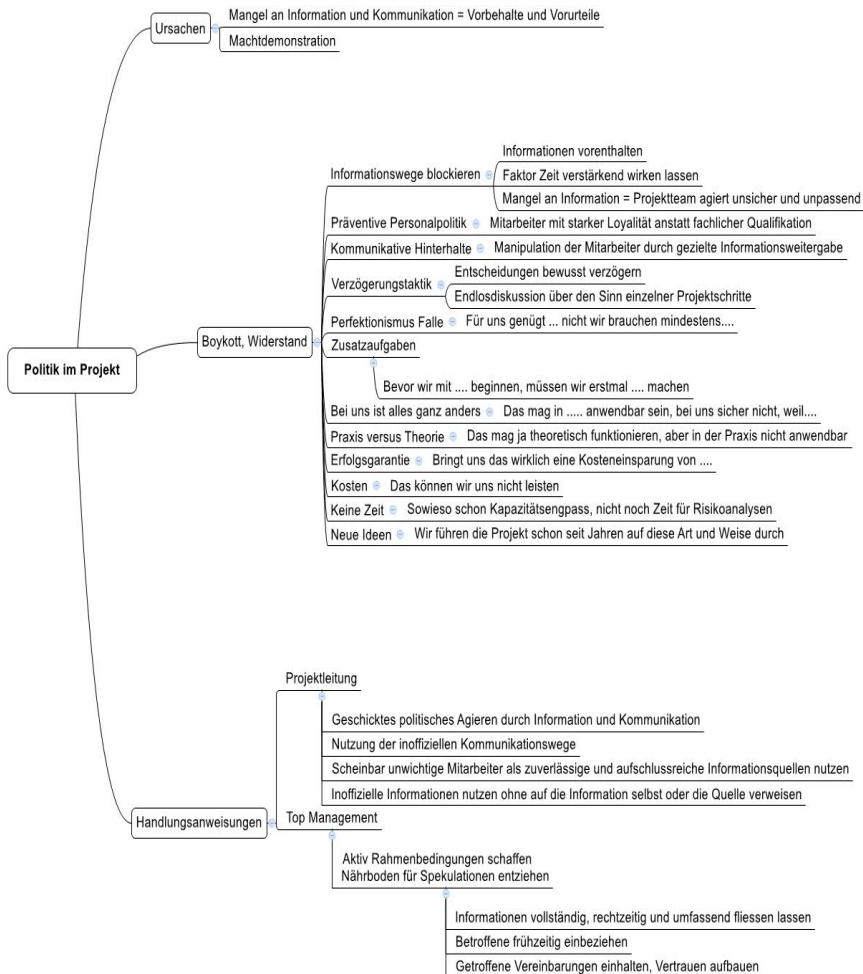 Mangel an Information und Kommunikation = Vorbehalte und Vorurteile
Ursachen
Machtdemonstration
Informationen vorenthalten
Informationswege blockieren
Faktor Zeit verstärkend wirken lassen
Mangel an Information = Projektteam agiert unsicher und unpassend
Präventive Personalpolitik
Mitarbeiter mit starker Loyalität anstatt fachlicher Qualifikation
Kommunikative Hinterhalte
Manipulation der Mitarbeiter durch gezielte Informationsweitergabe
Verzögerungstaktik
Entscheidungen bewusst verzögern
Endlosdiskussion über den Sinn einzelner Projektschritte
Perfektionismus Falle
Für uns genügt ... nicht wir brauchen mindestens....
Boykott, Widerstand
Zusatzaufgaben
Bevor wir mit .... beginnen, müssen wir erstmal .... machen
Politik im Projekt
Bei uns ist alles ganz anders
Das mag in ..... anwendbar sein, bei uns sicher nicht, weil....
Praxis versus Theorie
Das mag ja theoretisch funktionieren, aber in der Praxis nicht anwendbar
Erfolgsgarantie
Bringt uns das wirklich eine Kosteneinsparung von ....
Kosten
Das können wir uns nicht leisten
Keine Zeit
Sowieso schon Kapazitätsengpass, nicht noch Zeit für Risikoanalysen
Neue Ideen
Wir führen die Projekt schon seit Jahren auf diese Art und Weise durch
Projektleitung
Geschicktes politisches Agieren durch Information und Kommunikation
Nutzung der inoffiziellen Kommunikationswege
Scheinbar unwichtige Mitarbeiter als zuverlässige und aufschlussreiche Informationsquellen nutzen
Inoffizielle Informationen nutzen ohne auf die Information selbst oder die Quelle verweisen
Handlungsanweisungen
Top Management
Aktiv Rahmenbedingungen schaffen
Nährboden für Spekulationen entziehen
Informationen vollständig, rechtzeitig und umfassend fliessen lassen
Betroffene frühzeitig einbeziehen
Getroffene Vereinbarungen einhalten, Vertrauen aufbauen